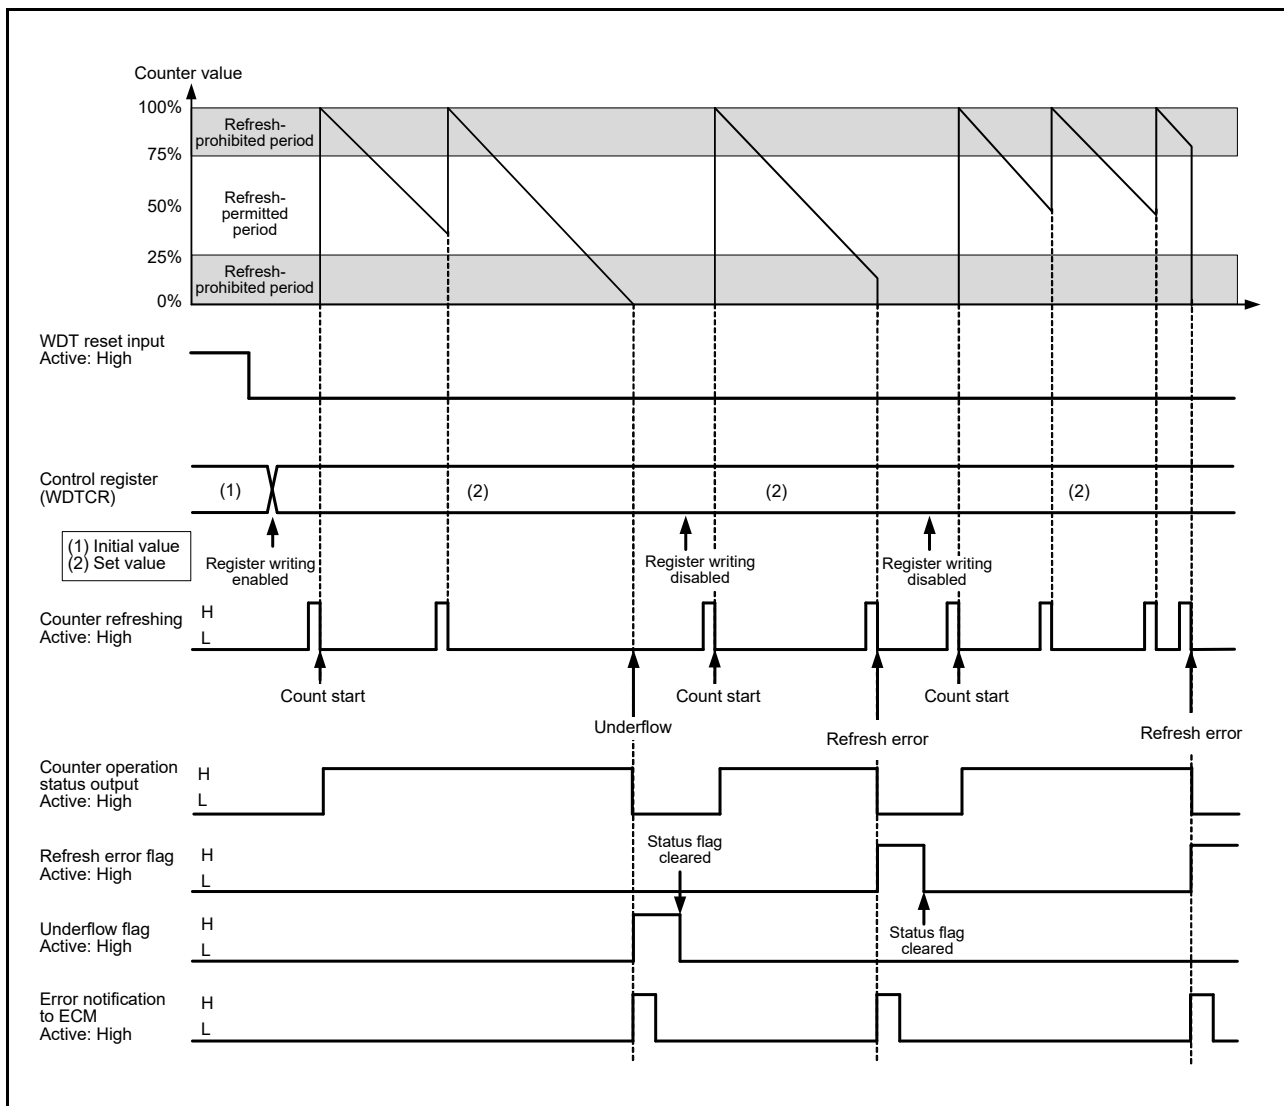 Counter value
100%
Refresh-
prohibited period
75%
Refresh-
permitted
period
50%
25%
Refresh-
prohibited period
0%
WDT reset input
Active: High
Control register
(WDTCR)
(1)
(2)
(2)
(2)
(1) Initial value
(2) Set value
Register writing
enabled
Register writing
disabled
Register writing
disabled
Counter refreshing
Active: High
H
L
Count start
Count start
Count start
Underflow
Refresh error
Refresh error
Counter operation
status output
Active: High
H
L
Status flag
cleared
Refresh error flag
Active: High
H
L
Underflow flag
Active: High
H
L
Status flag
cleared
Error notification
to ECM
Active: High
H
L